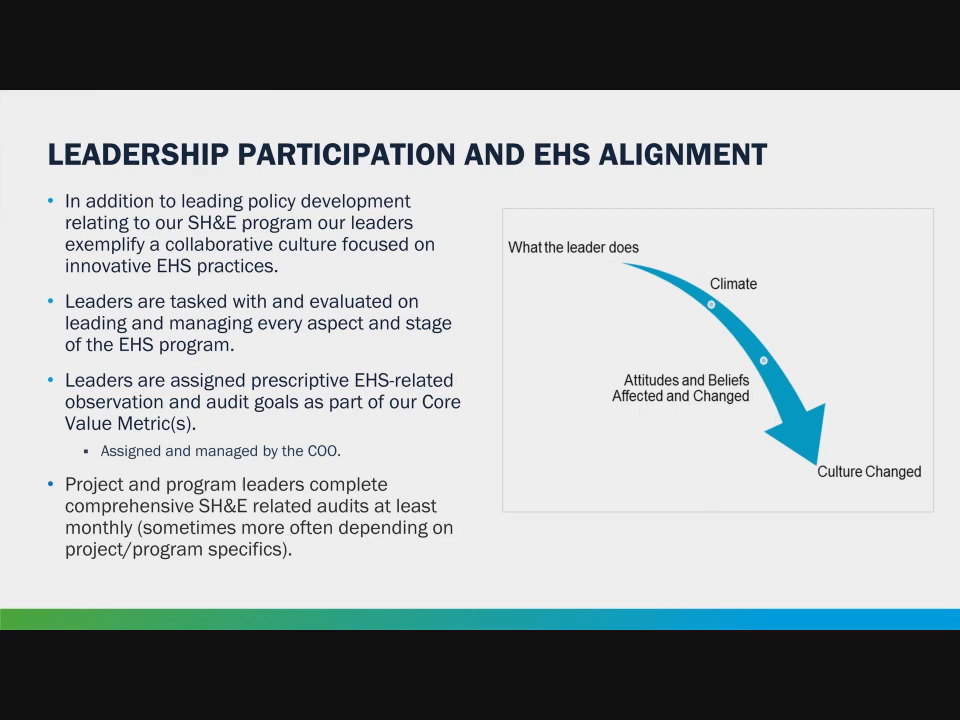 LEADERSHIP PARTICIPATION AND EHS ALIGNMENT
• In addition to leading policy development
relating to our SH&E program our leaders
exemplify a collaborative culture focused on
innovative EHS practices.
• Leaders are tasked with and evaluated on
leading and managing every aspect and stage
of the EHS program.
• Leaders are assigned prescriptive EHS-related
observation and audit goals as part of our Core
Value Metric(s).
▪ Assigned and managed by the COO.
• Project and program leaders complete
comprehensive SH&E related audits at least
monthly (sometimes more often depending on
project/program specifics).
What the leader does
Climate
Attitudes and Beliefs
Affected and Changed
Culture Changed